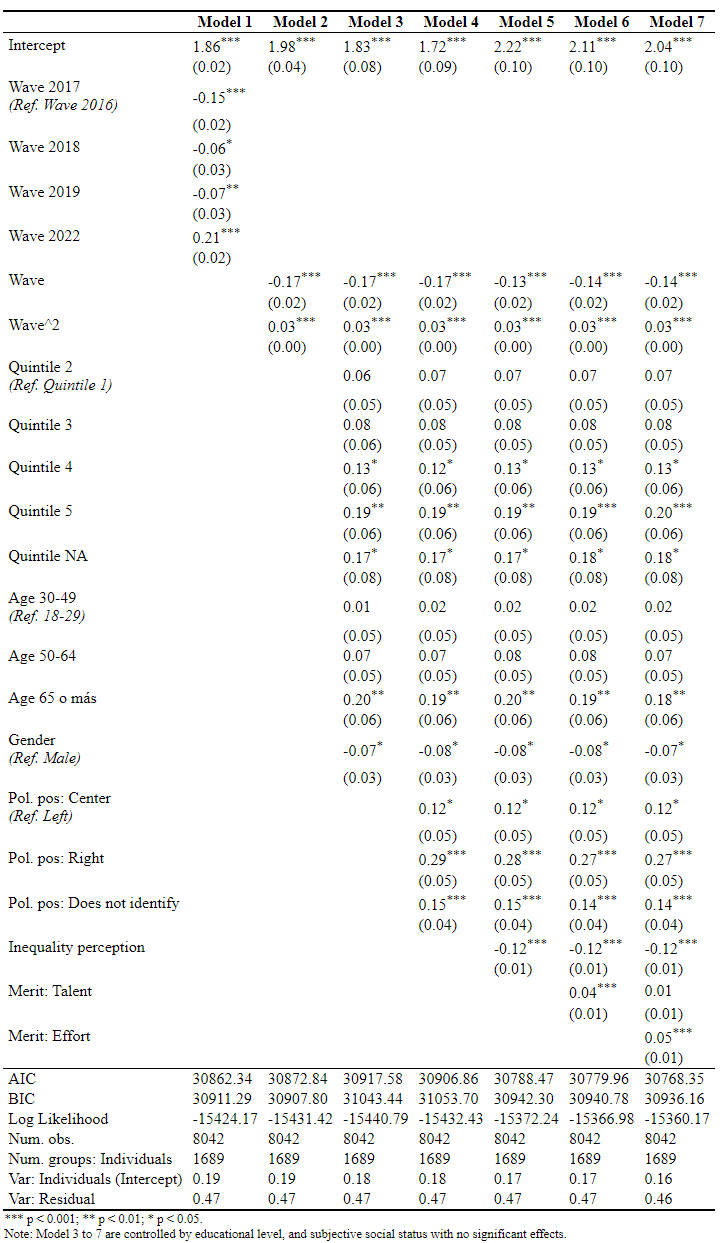 Model 1 Model 2 Model 3 Model 4 Model 5 Model 6 Model 7
Intercept 1.86*** 1.98*** 1.83*** 1.72*** 2.22*** 2.11*** 2.04***
(0.02) (0.04) (0.08) (0.09) (0.10) (0.10) (0.10)
Wave 2017
(Ref. Wave 2016) -0.15***
(0.02)
Wave 2018 -0.06*
(0.03)
Wave 2019 -0.07**
(0.03)
Wave 2022 0.21***
(0.02)
Wave -0.17*** -0.17*** -0.17*** -0.13*** -0.14*** -0.14***
(0.02) (0.02) (0.02) (0.02) (0.02) (0.02)
Wave^2 0.03*** 0.03*** 0.03*** 0.03*** 0.03*** 0.03***
(0.00) (0.00) (0.00) (0.00) (0.00) (0.00)
Quintile 2
(Ref. Quintile 1) 0.06 0.07 0.07 0.07 0.07
(0.05) (0.05) (0.05) (0.05) (0.05)
Quintile 3 0.08 0.08 0.08 0.08 0.08
(0.06) (0.05) (0.05) (0.05) (0.05)
Quintile 4 0.13* 0.12* 0.13* 0.13* 0.13*
(0.06) (0.06) (0.06) (0.06) (0.06)
Quintile 5 0.19** 0.19** 0.19** 0.19*** 0.20***
(0.06) (0.06) (0.06) (0.06) (0.06)
Quintile NA 0.17* 0.17* 0.17* 0.18* 0.18*
(0.08) (0.08) (0.08) (0.08) (0.08)
Age 30-49
(Ref. 18-29) 0.01 0.02 0.02 0.02 0.02
(0.05) (0.05) (0.05) (0.05) (0.05)
Age 50-64 0.07 0.07 0.08 0.08 0.07
(0.05) (0.05) (0.05) (0.05) (0.05)
Age 65 o más 0.20** 0.19** 0.20** 0.19** 0.18**
(0.06) (0.06) (0.06) (0.06) (0.06)
Gender
(Ref. Male) -0.07* -0.08* -0.08* -0.08* -0.07*
(0.03) (0.03) (0.03) (0.03) (0.03)
Pol. pos: Center
(Ref. Left) 0.12* 0.12* 0.12* 0.12*
(0.05) (0.05) (0.05) (0.05)
Pol. pos: Right 0.29*** 0.28*** 0.27*** 0.27***
(0.05) (0.05) (0.05) (0.05)
Pol. pos: Does not identify 0.15*** 0.15*** 0.14*** 0.14***
(0.04) (0.04) (0.04) (0.04)
Inequality perception -0.12*** -0.12*** -0.12***
(0.01) (0.01) (0.01)
Merit: Talent 0.04*** 0.01
(0.01) (0.01)
Merit: Effort 0.05***
(0.01)
AIC 30862.34 30872.84 30917.58 30906.86 30788.47 30779.96 30768.35
BIC 30911.29 30907.80 31043.44 31053.70 30942.30 30940.78 30936.16
Log Likelihood -15424.17 -15431.42 -15440.79 -15432.43 -15372.24 -15366.98 -15360.17
Num. obs. 8042 8042 8042 8042 8042 8042 8042
Num. groups: Individuals 1689 1689 1689 1689 1689 1689 1689
Var: Individuals (Intercept) 0.19 0.19 0.18 0.18 0.17 0.17 0.16
Var: Residual 0.47 0.47 0.47 0.47 0.47 0.47 0.46
*** p < 0.001; ** p < 0.01; * p < 0.05.
Note: Model 3 to 7 are controlled by educational level, and subjective social status with no significant effects.